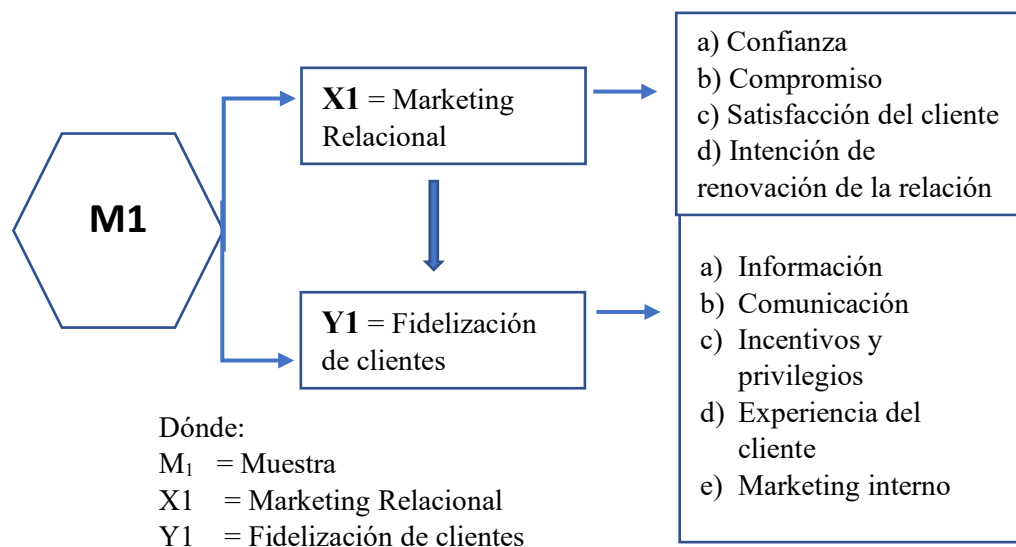 M1
X1 = Marketing
Relacional
a) Confianza
b) Compromiso
c) Satisfacción del cliente
d) Intención de
renovación de la relación
Y1 = Fidelización
de clientes
a) Información
b) Comunicación
c) Incentivos y
privilegios
d) Experiencia del
cliente
e) Marketing interno
Dónde:
M₁ = Muestra
X1 = Marketing Relacional
Y1 = Fidelización de clientes